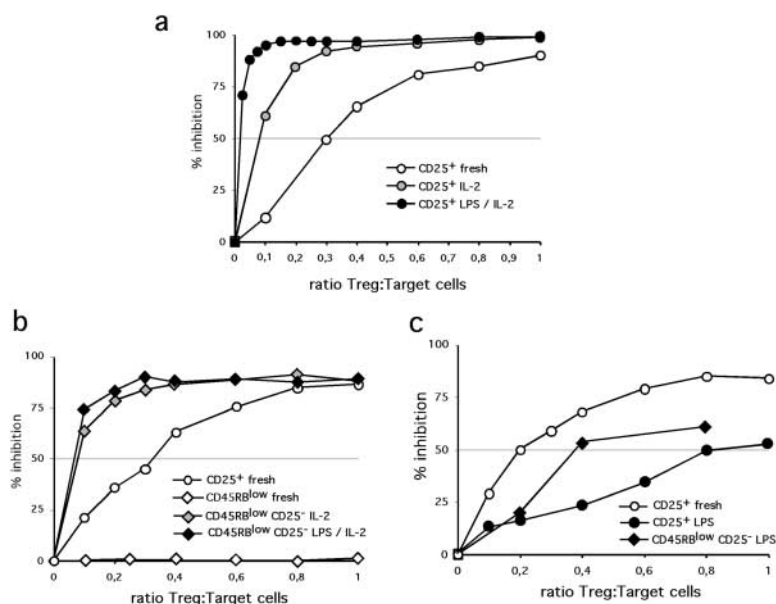 a
100
75
50
25
0
% inhibition
CD25+ fresh
CD25+ IL-2
CD25+ LPS / IL-2
0 0,1 0,2 0,3 0,4 0,5 0,6 0,7 0,8 0,9 1
ratio Treg:Target cells
b
100
75
50
25
0
% inhibition
CD25+ fresh
CD45RBlow fresh
CD45RBlow CD25- IL-2
CD45RBlow CD25- LPS / IL-2
0 0,2 0,4 0,6 0,8 1
ratio Treg:Target cells
c
100
75
50
25
0
% inhibition
CD25+ fresh
CD25+ LPS
CD45RBlow CD25- LPS
0 0,2 0,4 0,6 0,8 1
ratio Treg:Target cells